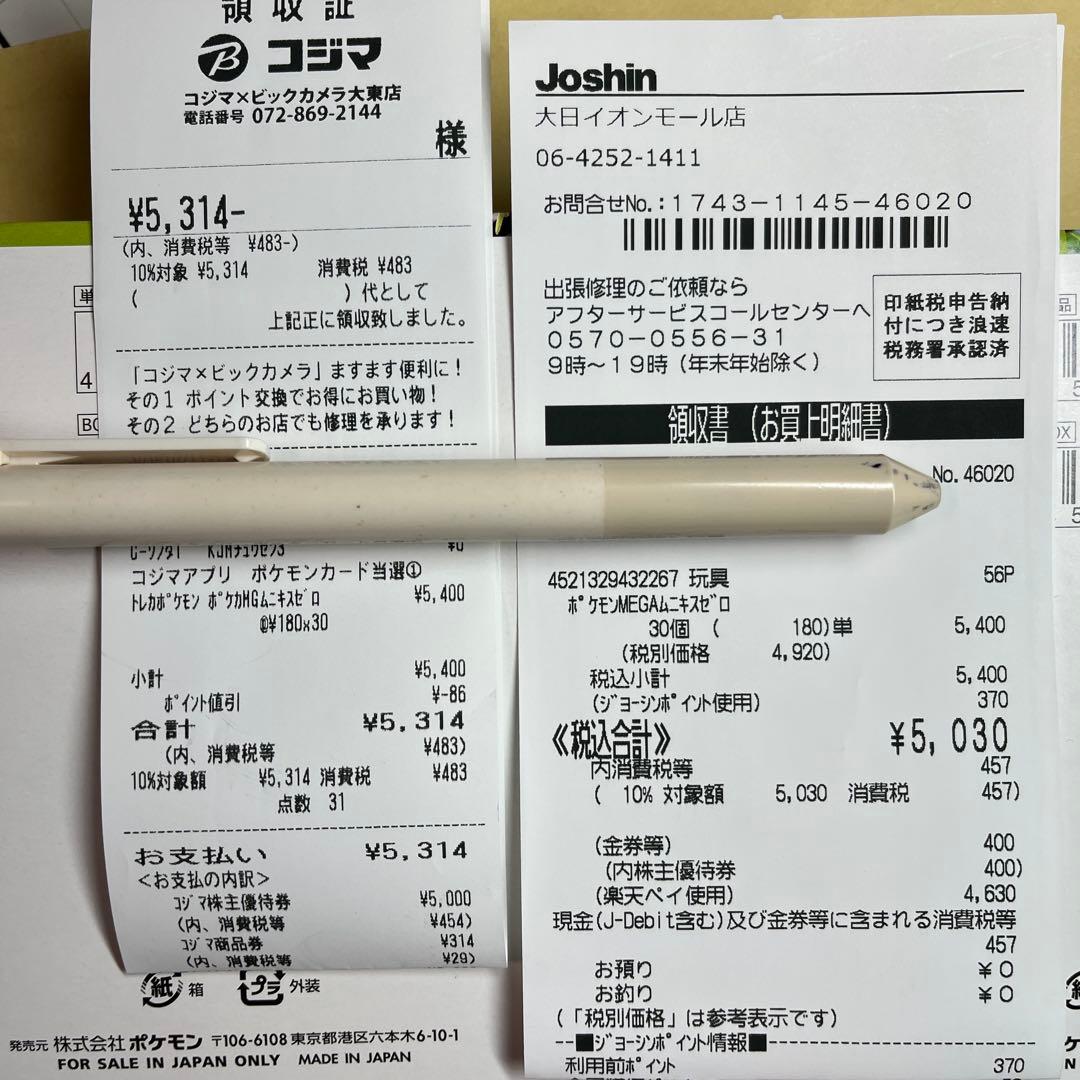 領収証
コジマ
コジマ×ビックカメラ大東店
電話番号 072-869-2144
様
¥5,314-
(内、消費税等 ¥483-)
10%対象 ¥5,314 消費税 ¥483
( )代として
上記正に領収致しました。
「コジマ×ビックカメラ」ますます便利に!
その1 ポイント交換でお得にお買い物!
その2 どちらのお店でも修理を承ります!
¥0
コジマアプリ ポケモンカード当選①
トレカポケモン ポケカMGムニキスゼロ ¥5,400
@¥180x30
小計 ¥5,400
ポイント値引 ¥-86
合計 ¥5,314
(内、消費税等 ¥483)
10%対象額 ¥5,314 消費税 ¥483
点数 31
お支払い ¥5,314
<お支払の内訳>
コジマ株主優待券 ¥5,000
(内、消費税等 ¥454)
コジマ商品券 ¥314
(内、消費税等 ¥29)
Joshin
大日イオンモール店
06-4252-1411
お問合せNo.:1743-1145-46020
出張修理のご依頼なら
アフターサービスコールセンターへ
0570-0556-31
9時〜19時(年末年始除く)
印紙税申告納
付につき浪速
税務署承認済
領収書 (お買上明細書)
No.46020
4521329432267 玩具 56P
ポケモンMEGAムニキスゼロ
30個 ( 180)単 5,400
(税別価格 4,920)
税込小計 5,400
(ジョーシンポイント使用) 370
《税込合計》 ¥5,030
内消費税等 457
( 10% 対象額 5,030 消費税 457)
(金券等) 400
(内株主優待券 400)
(楽天ペイ使用) 4,630
現金(J-Debit含む)及び金券等に含まれる消費税等
457
お預り ¥0
お釣り ¥0
(「税別価格」は参考表示です)
--■ジョーシンポイント情報■--
利用前ポイント 370
単
4
BO
品
OX
5
5
紙 箱 プラ 外装
発売元 株式会社ポケモン 〒106-6108 東京都港区六本木6-10-1
FOR SALE IN JAPAN ONLY MADE IN JAPAN